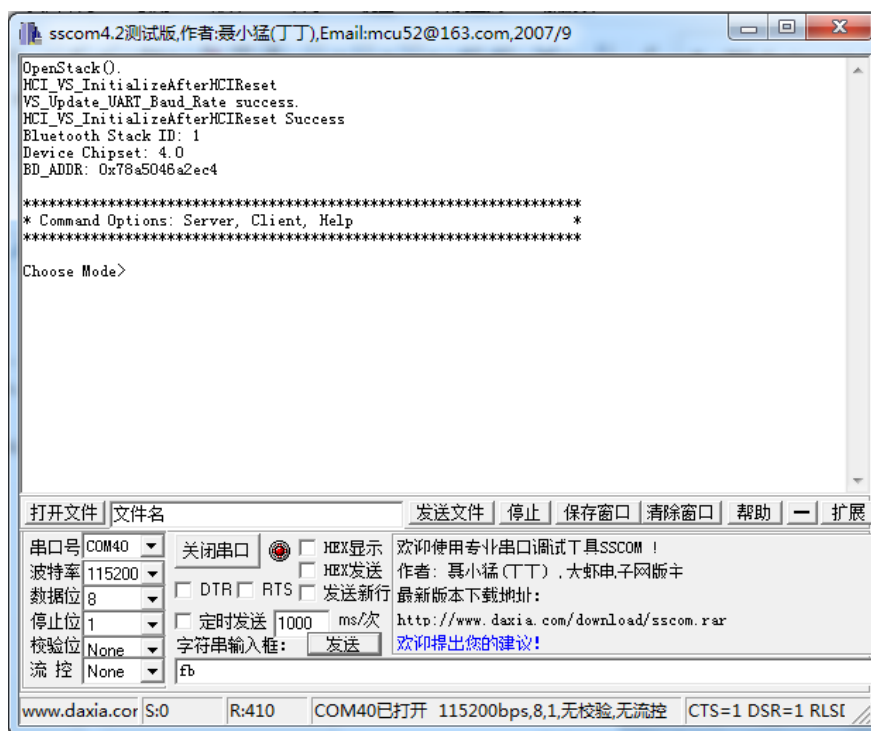 sscom4.2测试版,作者:聂小猛(丁丁),Email:mcu52@163.com,2007/9
OpenStack().
HCI_VS_InitializeAfterHCIReset
VS_Update_UART_Baud_Rate success.
HCI_VS_InitializeAfterHCIReset Success
Bluetooth Stack ID: 1
Device Chipset: 4.0
BD_ADDR: 0x78a5046a2ec4
******************************************************************
* Command Options: Server, Client, Help *
******************************************************************
Choose Mode>
打开文件 文件名 发送文件 停止 保存窗口 清除窗口 帮助 一 扩展
串口号 COM40 关闭串口 HEX显示
波特率 115200 HEX发送
数据位 8 DTR RTS 发送新行
停止位 1 定时发送 1000 ms/次
校验位 None 字符串输入框: 发送
流 控 None fb
欢迎使用专业串口调试工具SSCOM !
作者: 聂小猛(丁丁) ,大虾电子网版主
最新版本下载地址:
http://www.daxia.com/download/sscom.rar
欢迎提出您的建议!
www.daxia.cor S:0 R:410 COM40已打开 115200bps,8,1,无校验,无流控 CTS=1 DSR=1 RLSI